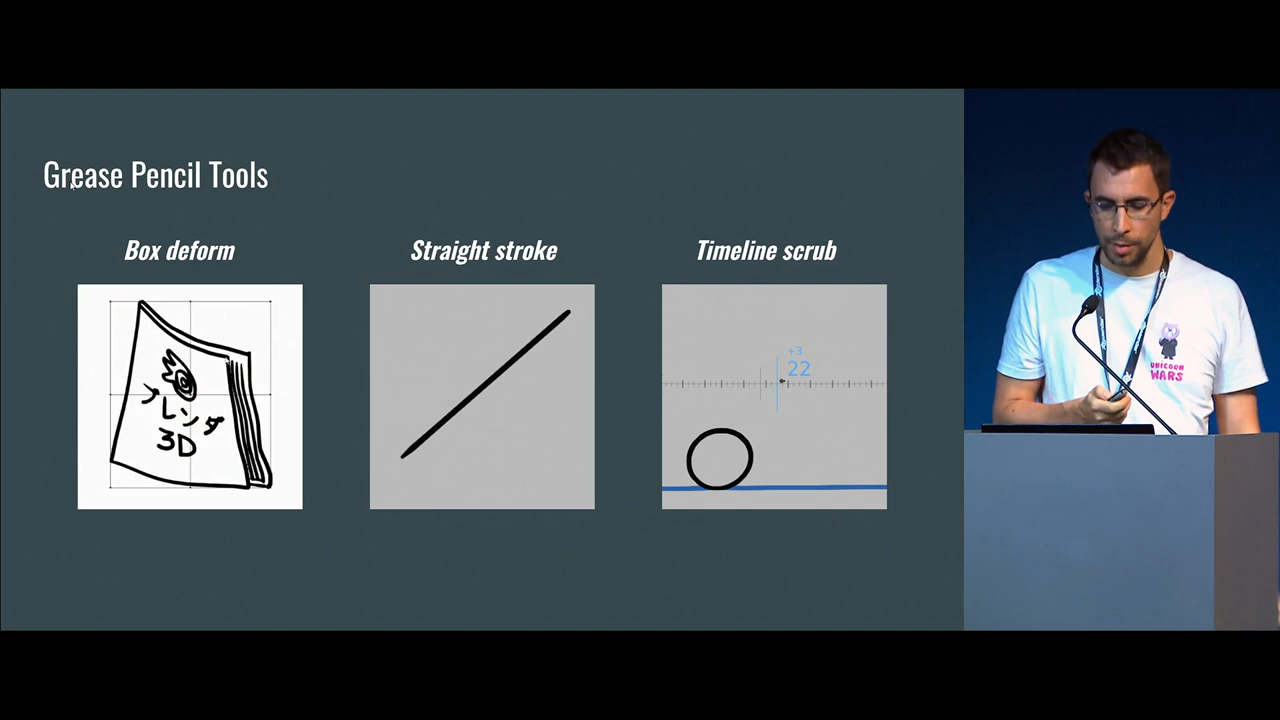 Grease Pencil Tools
Box deform
Straight stroke
Timeline scrub
ブレンダ
3D
+3
22
UNICORN
WARS